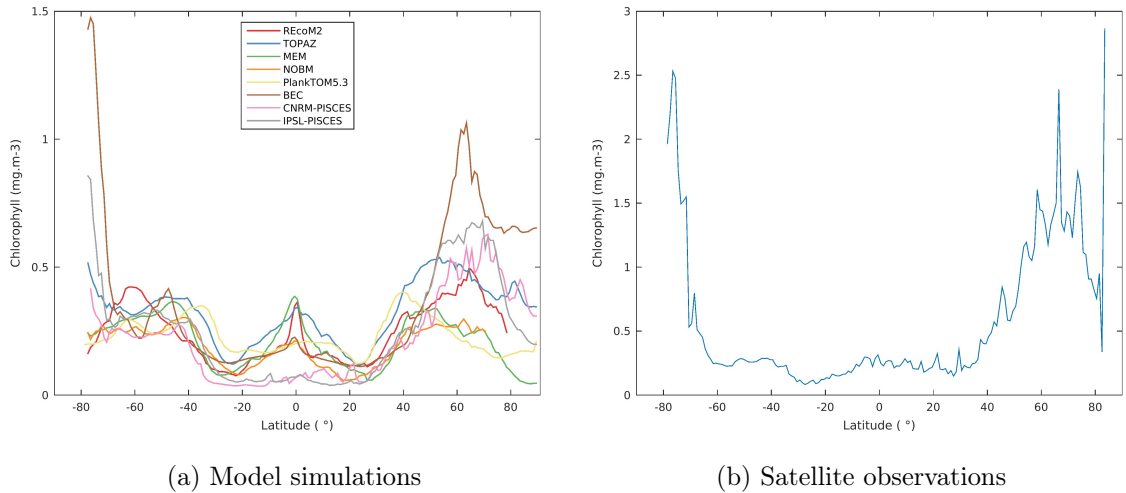 1.5
1
0.5
0
Chlorophyll (mg.m-3)
REcoM2
TOPAZ
MEM
NOBM
PlankTOM5.3
BEC
CNRM-PISCES
IPSL-PISCES
-80 -60 -40 -20 0 20 40 60 80
Latitude ( °)
(a) Model simulations
3
2.5
2
1.5
1
0.5
0
Chlorophyll (mg.m-3)
-80 -60 -40 -20 0 20 40 60 80
Latitude ( °)
(b) Satellite observations